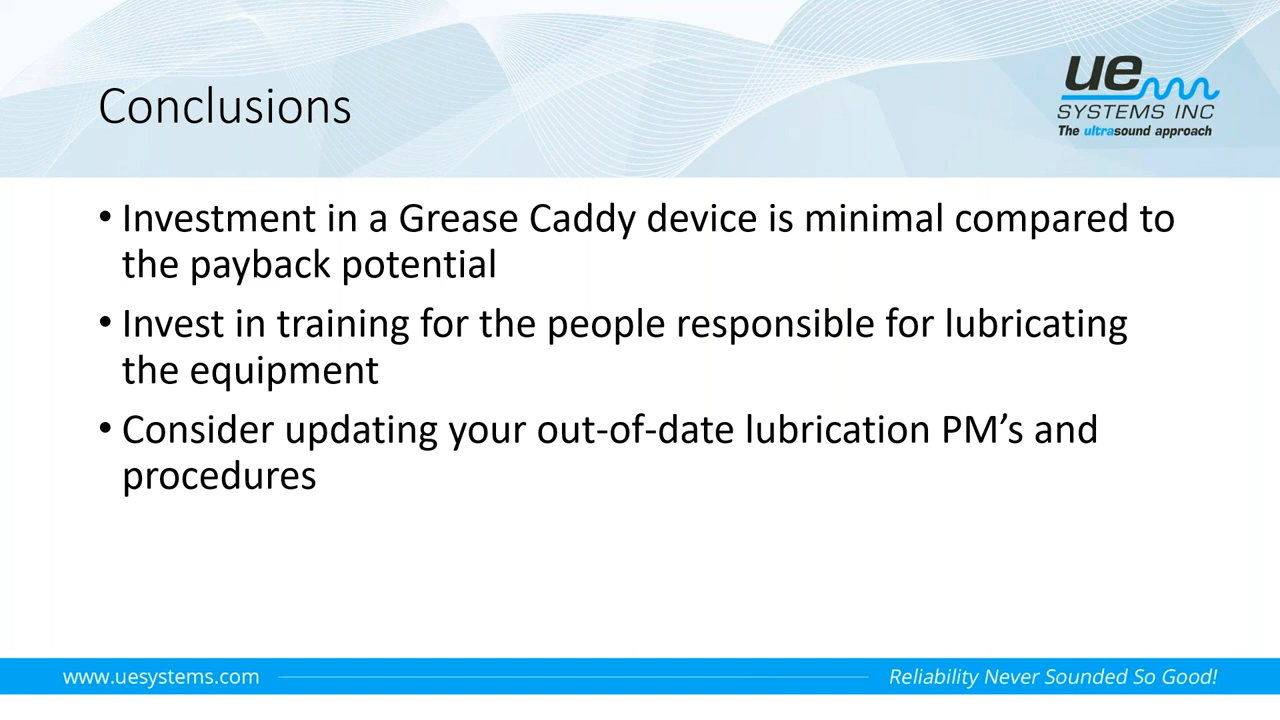 Conclusions
ue
SYSTEMS INC
The ultrasound approach
• Investment in a Grease Caddy device is minimal compared to
the payback potential
• Invest in training for the people responsible for lubricating
the equipment
• Consider updating your out-of-date lubrication PM’s and
procedures
www.uesystems.com
Reliability Never Sounded So Good!